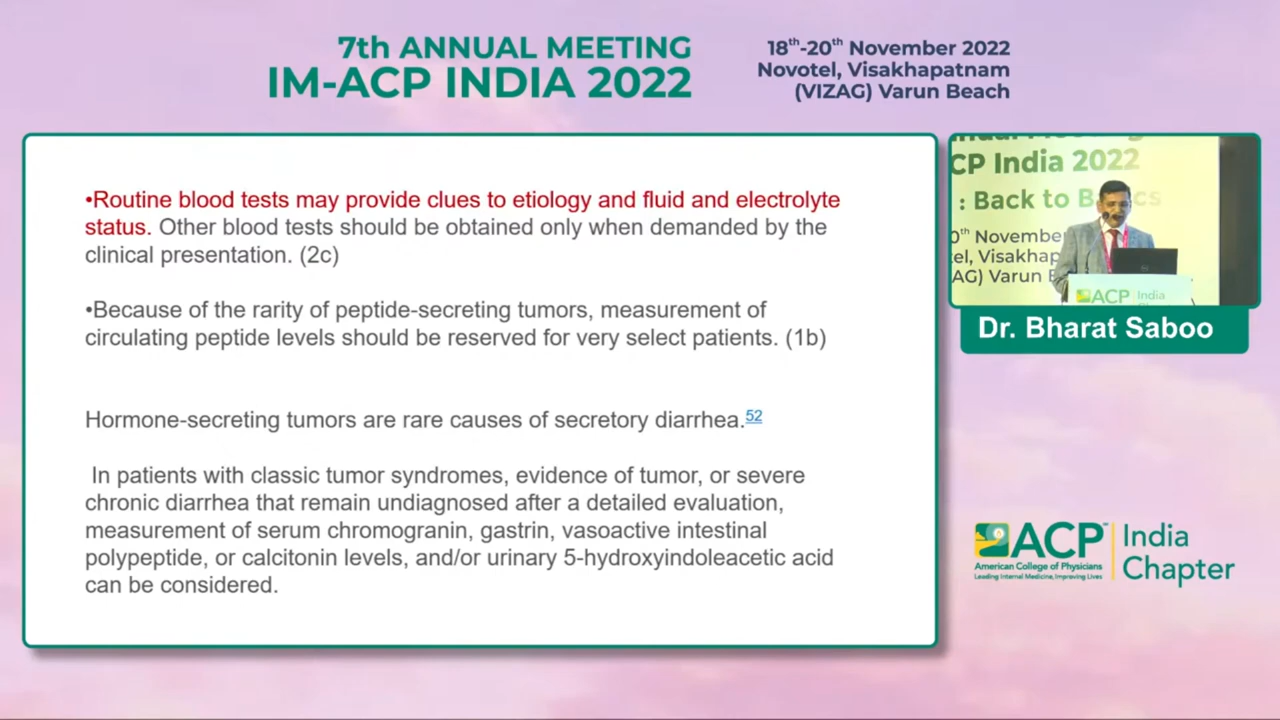 7th ANNUAL MEETING
IM-ACP INDIA 2022
18th-20th November 2022
Novotel, Visakhapatnam
(VIZAG) Varun Beach
•Routine blood tests may provide clues to etiology and fluid and electrolyte
status. Other blood tests should be obtained only when demanded by the
clinical presentation. (2c)
•Because of the rarity of peptide-secreting tumors, measurement of
circulating peptide levels should be reserved for very select patients. (1b)
Hormone-secreting tumors are rare causes of secretory diarrhea.52
In patients with classic tumor syndromes, evidence of tumor, or severe
chronic diarrhea that remain undiagnosed after a detailed evaluation,
measurement of serum chromogranin, gastrin, vasoactive intestinal
polypeptide, or calcitonin levels, and/or urinary 5-hydroxyindoleacetic acid
can be considered.
CP India 2022
: Back to B cs
0th November
el, Visakhap
AG) Varun
ACP India
Dr. Bharat Saboo
ACP™
American College of Physicians
Leading Internal Medicine, Improving Lives
India
Chapter